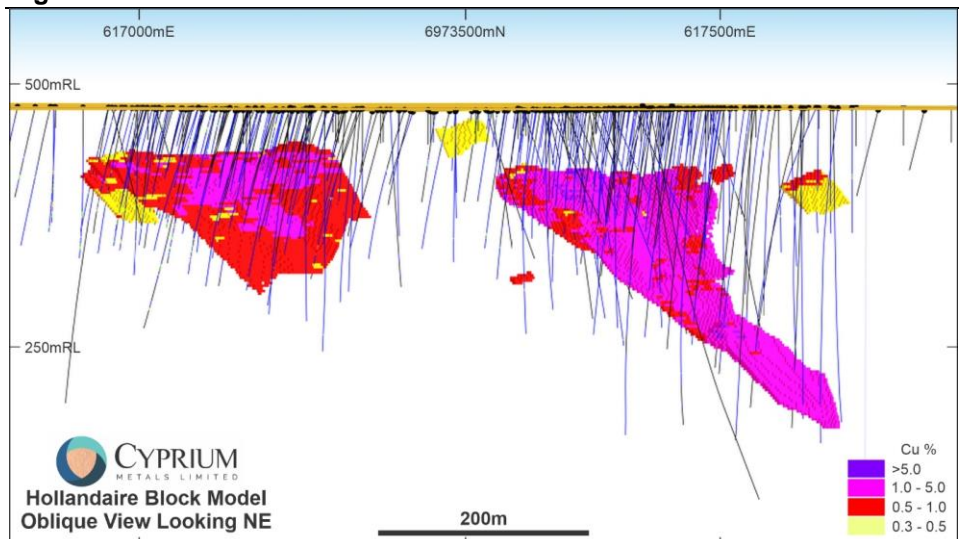 617000mE
6973500mN
617500mE
500mRL
250mRL
CYPRIUM
METALS LIMITED
Hollandaire Block Model
Oblique View Looking NE
200m
Cu %
>5.0
1.0 - 5.0
0.5 - 1.0
0.3 - 0.5